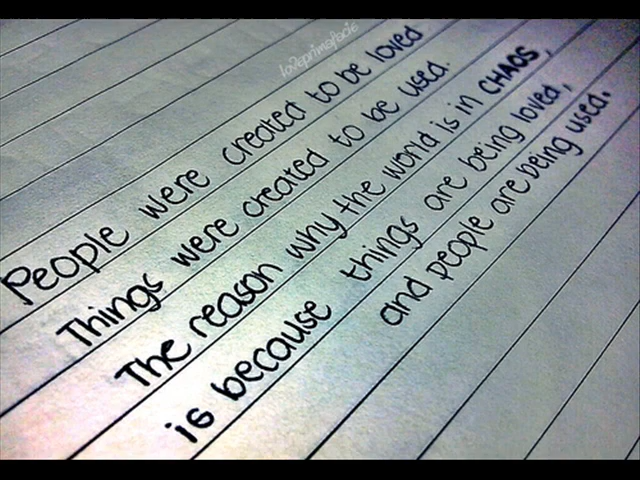 loveprimafacie
People were created to be loved
Things were created to be used.
The reason why the world is in CHAOS,
is because things are being loved,
and people are being used.